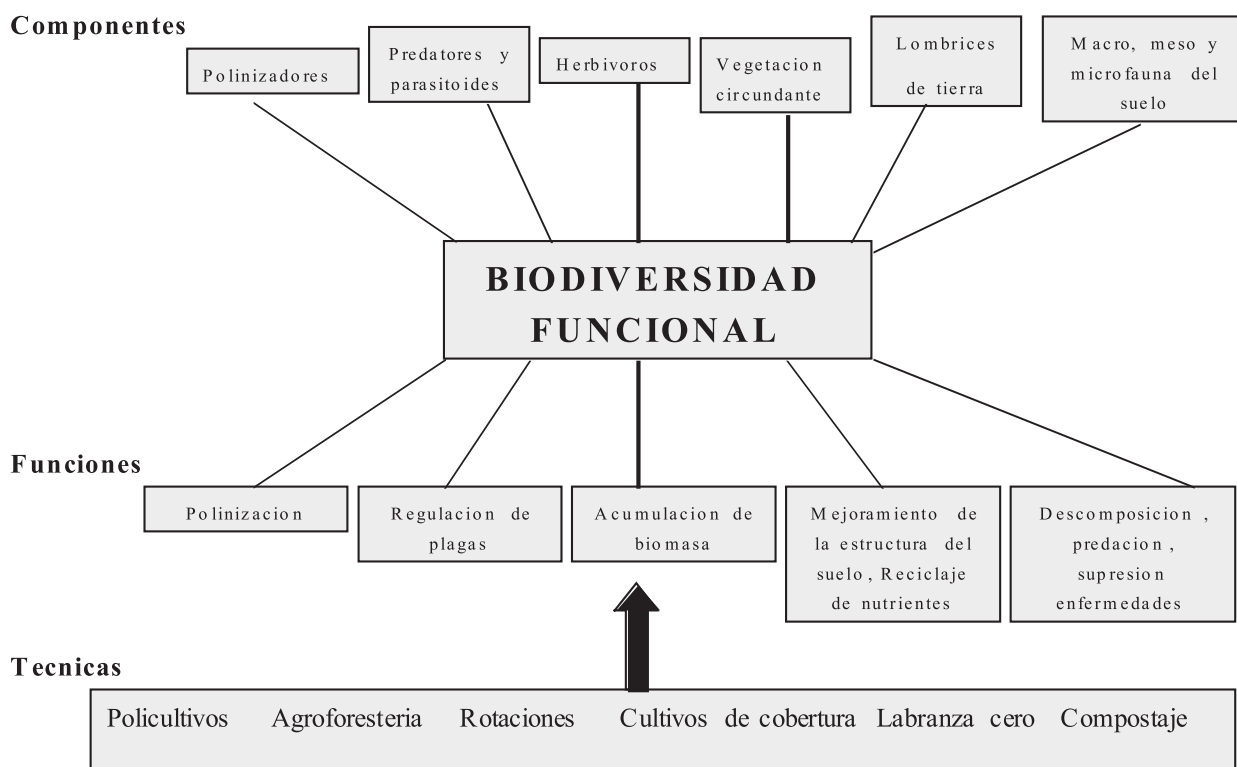 Componentes
Polinizadores
Predatores y
parasitoides
Herbivoros
Vegetacion
circundante
Lombrices
de tierra
Macro, meso y
microfauna del
suelo
BIODIVERSIDAD
FUNCIONAL
Funciones
Polinizacion
Regulacion de
plagas
Acumulacion de
biomasa
Mejoramiento de
la estructura del
suelo, Reciclaje
de nutrientes
Descomposicion,
predacion,
supresion
enfermedades
Tecnicas
Policultivos Agroforesteria Rotaciones Cultivos de cobertura Labranza cero Compostaje